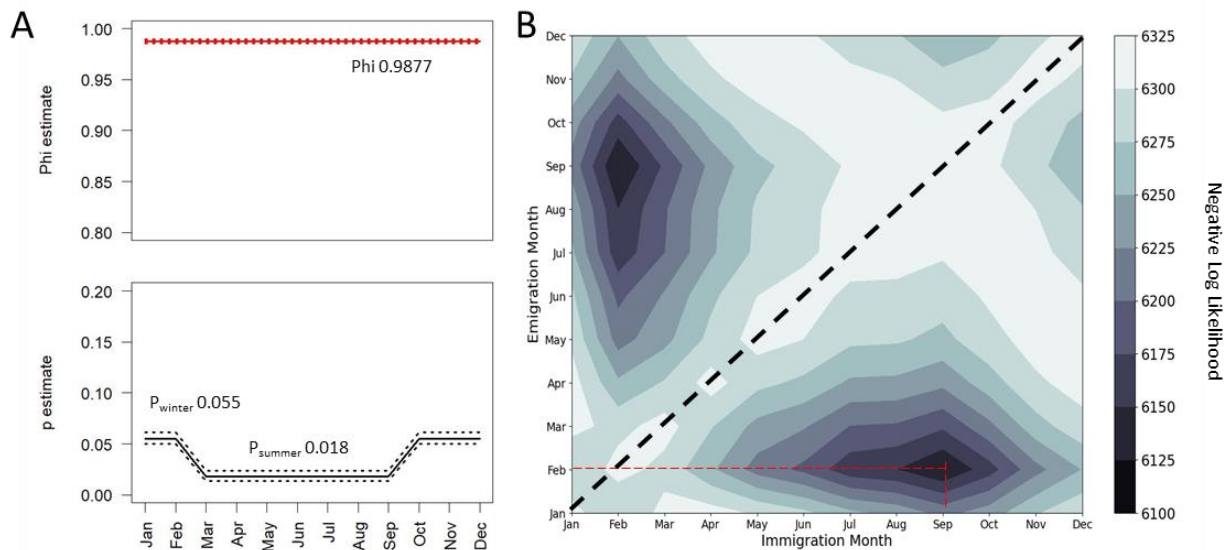 A
1.00
0.95
0.90
0.85
0.80
Phi estimate
Phi 0.9877
0.20
0.15
0.10
0.05
0.00
p estimate
Pwinter 0.055
Psummer 0.018
Jan
Feb
Mar
Apr
May
Jun
Jul
Aug
Sep
Oct
Nov
Dec
B
Dec
Nov
Oct
Sep
Aug
Jul
Jun
May
Apr
Mar
Feb
Jan
Emigration Month
Jan Feb Mar Apr May Jun Jul Aug Sep Oct Nov Dec
Immigration Month
6325
6300
6275
6250
6225
6200
6175
6150
6125
6100
Negative Log Likelihood